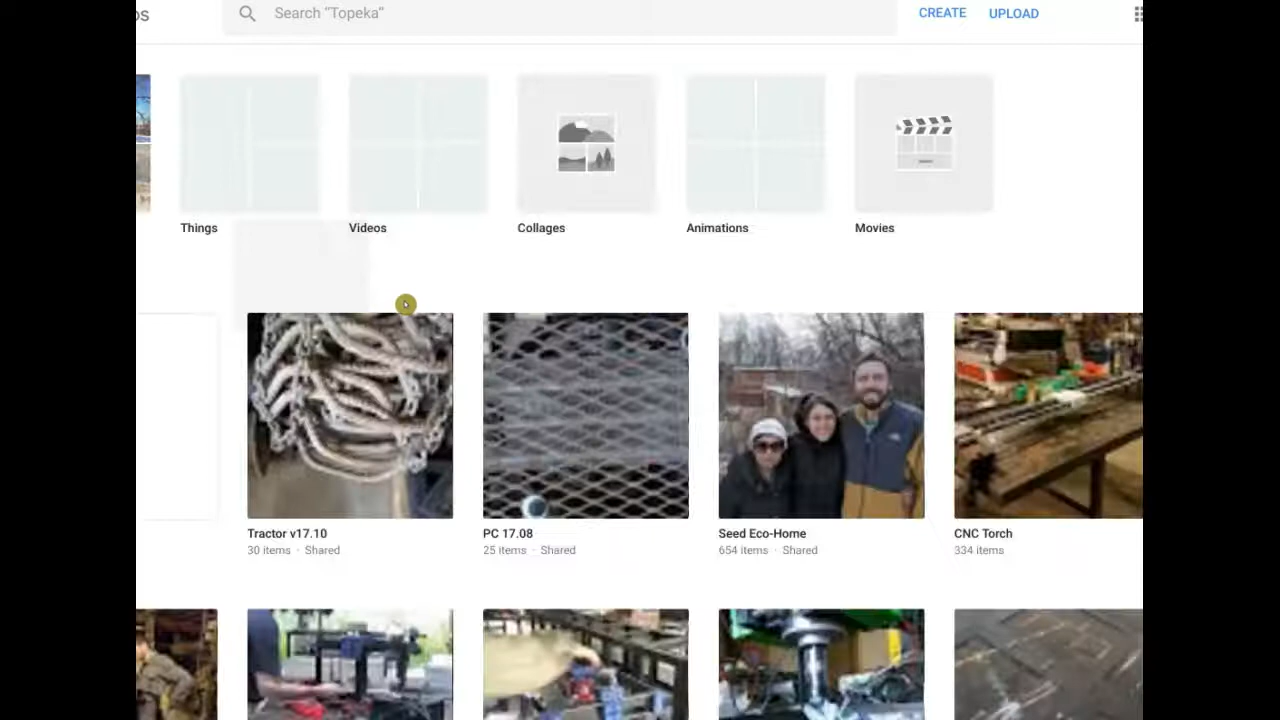 Search "Topeka"
CREATE
UPLOAD
Things
Videos
Collages
Animations
Movies
Tractor v17.10
30 items · Shared
PC 17.08
25 items · Shared
Seed Eco-Home
654 items · Shared
CNC Torch
334 items